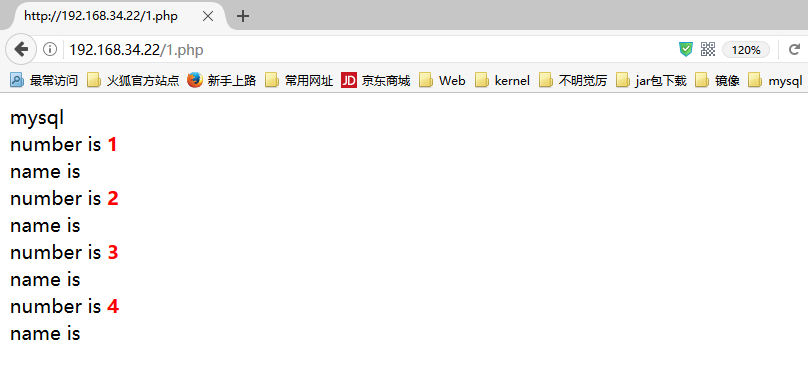 http://192.168.34.22/1.php
192.168.34.22/1.php
120%
最常访问 火狐官方站点 新手上路 常用网址 JD 京东商城 Web kernel 不明觉厉 jar包下载 镜像 mysql
mysql
number is 1
name is
number is 2
name is
number is 3
name is
number is 4
name is